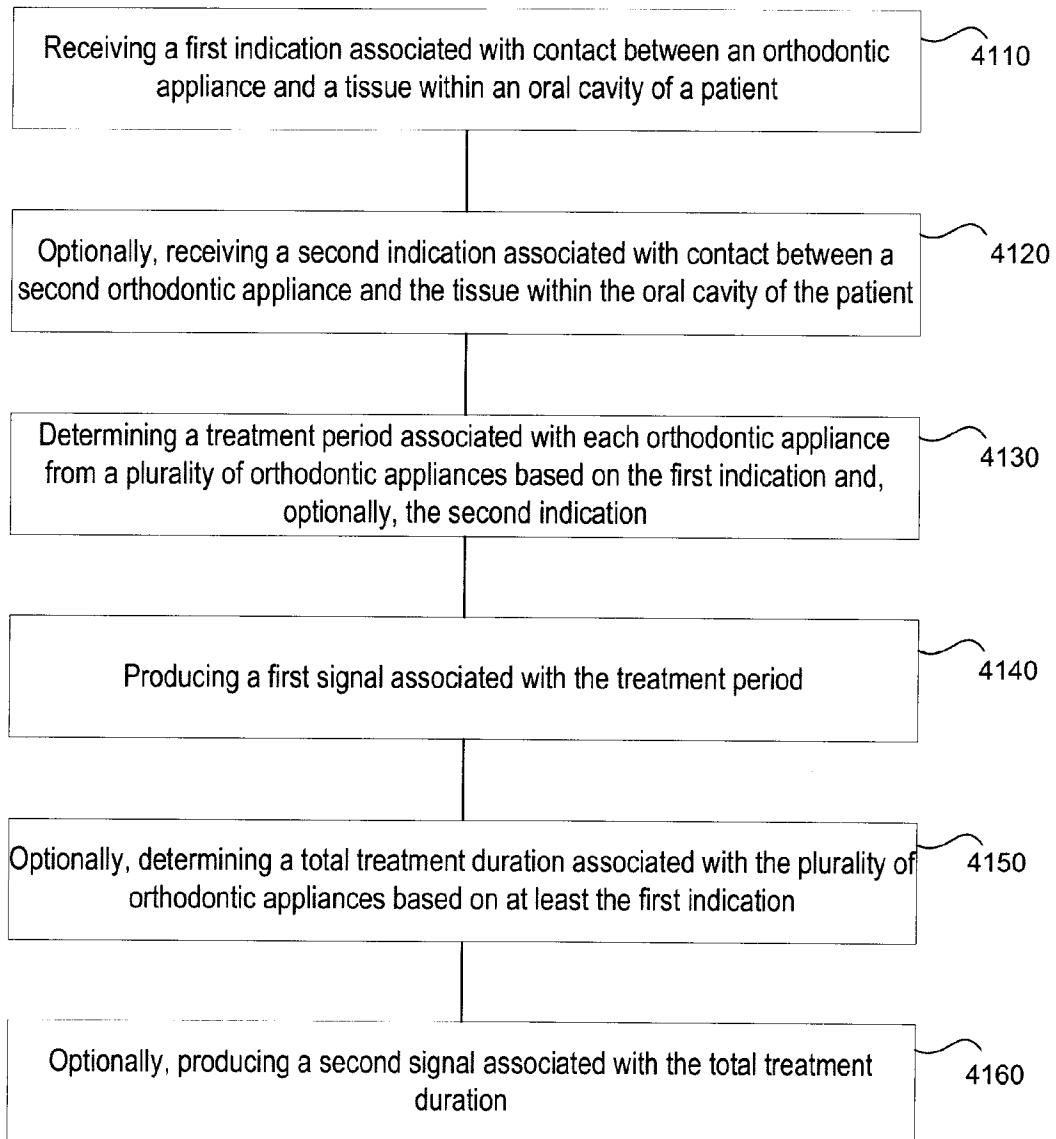 Receiving a first indication associated with contact between an orthodontic
appliance and a tissue within an oral cavity of a patient
4110
Optionally, receiving a second indication associated with contact between a
second orthodontic appliance and the tissue within the oral cavity of the patient
4120
Determining a treatment period associated with each orthodontic appliance
from a plurality of orthodontic appliances based on the first indication and,
optionally, the second indication
4130
Producing a first signal associated with the treatment period
4140
Optionally, determining a total treatment duration associated with the plurality of
orthodontic appliances based on at least the first indication
4150
Optionally, producing a second signal associated with the total treatment
duration
4160